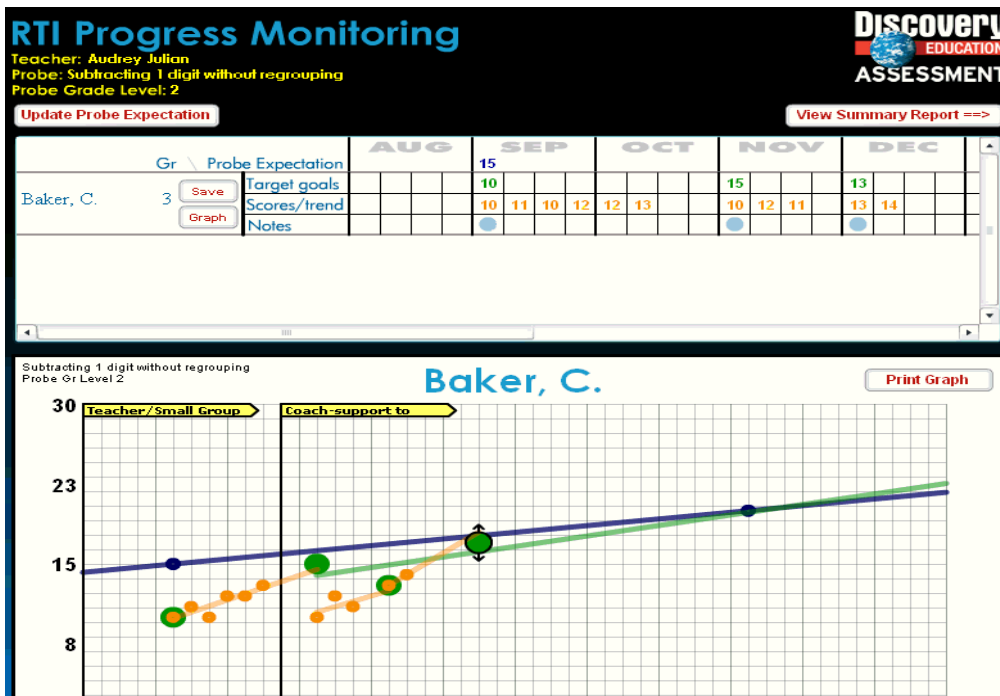 RTI Progress Monitoring
Teacher: Audrey Julian
Probe: Subtracting 1 digit without regrouping
Probe Grade Level: 2
Discovery
EDUCATION
ASSESSMENT
Update Probe Expectation
View Summary Report ==>
AUG SEP OCT NOV DEC
Gr \ Probe Expectation 15
Baker, C. 3 Save Graph
Target goals 10 15 13
Scores/trend 10 11 10 12 12 13 10 12 11 13 14
Notes
Subtracting 1 digit without regrouping
Probe Gr Level 2
Baker, C.
Print Graph
30
Teacher/Small Group
Coach-support to
23
15
8